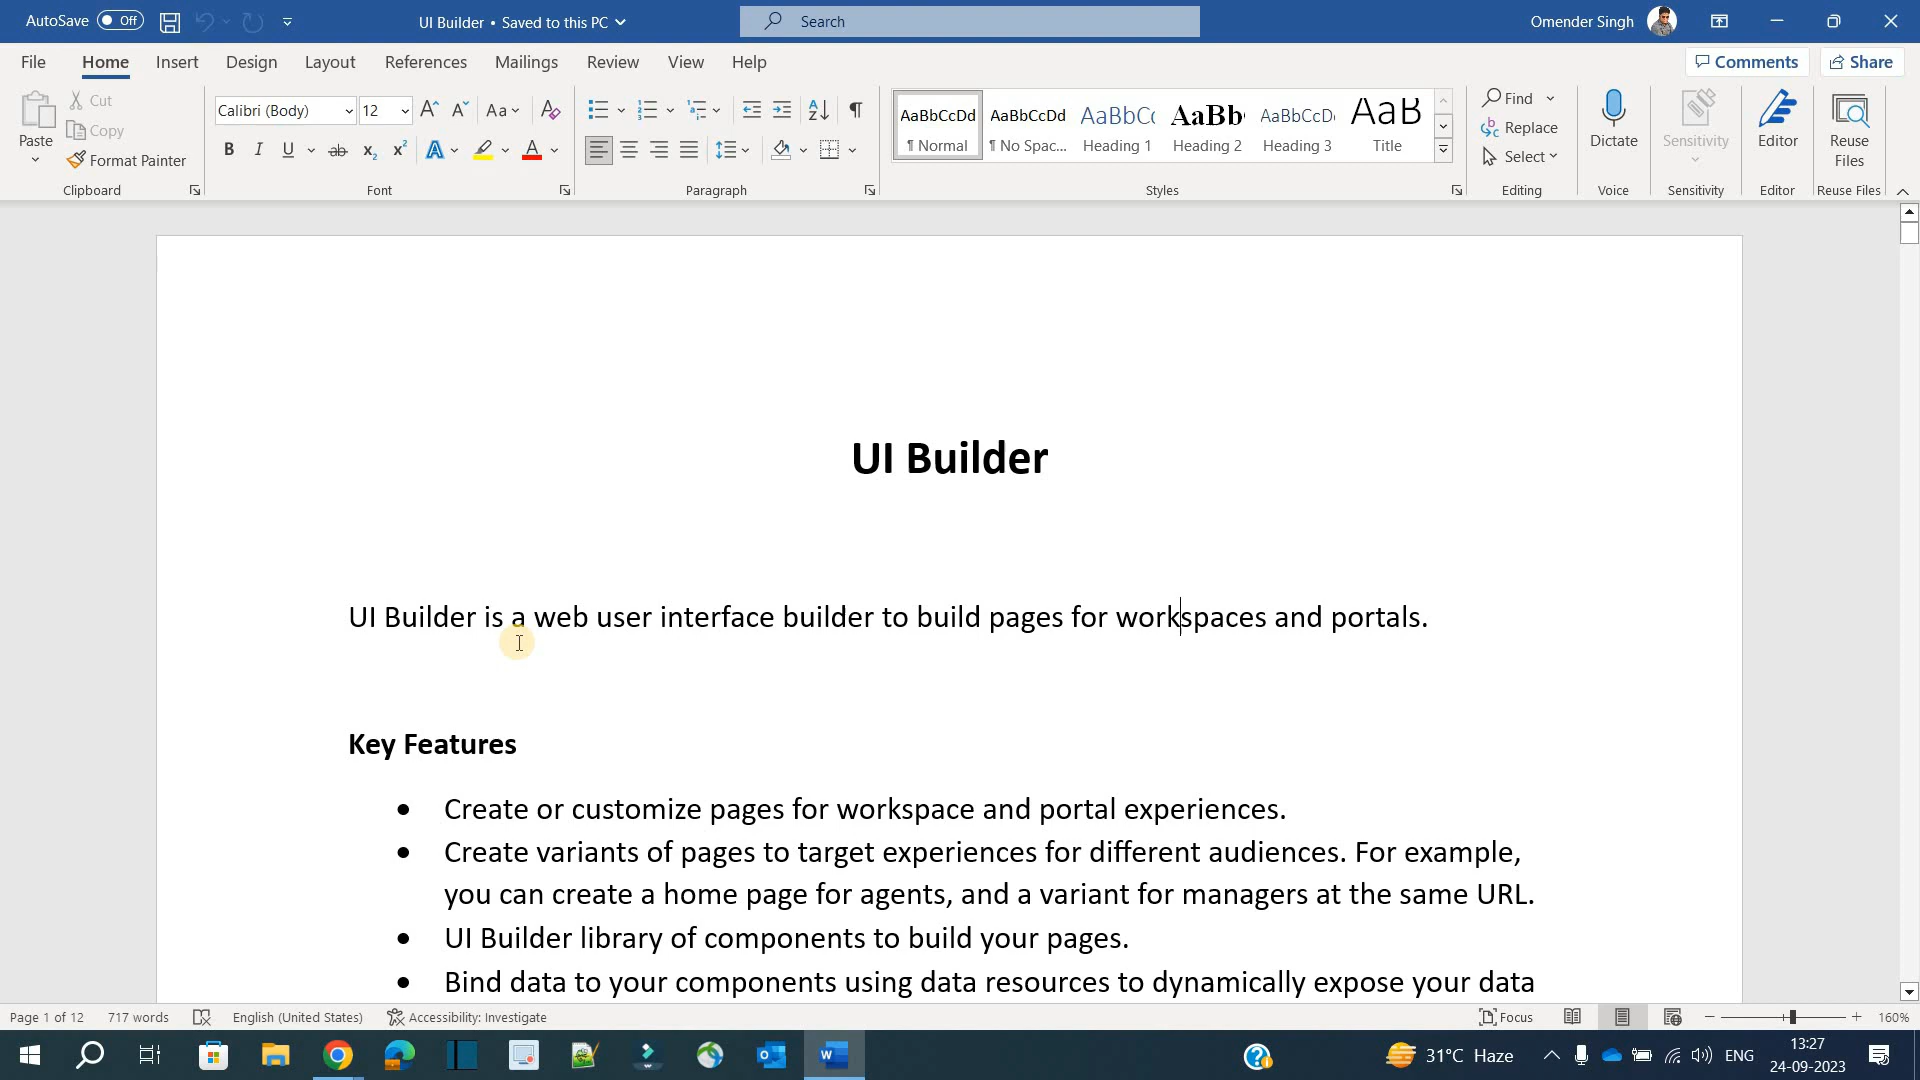 AutoSave Off
UI Builder • Saved to this PC
Search
Omender Singh
File Home Insert Design Layout References Mailings Review View Help
Comments Share
Paste
Cut
Copy
Format Painter
Clipboard
Calibri (Body) 12
Aa
Font
Paragraph
AaBbCcDd AaBbCcDd AaBbCc AaBb AaBbCcD AaB
¶ Normal ¶ No Spac... Heading 1 Heading 2 Heading 3 Title
Styles
Find
Replace
Select
Editing
Dictate
Voice
Sensitivity
Sensitivity
Editor
Editor
Reuse
Files
Reuse Files
UI Builder
UI Builder is a web user interface builder to build pages for workspaces and portals.
Key Features
• Create or customize pages for workspace and portal experiences.
• Create variants of pages to target experiences for different audiences. For example,
you can create a home page for agents, and a variant for managers at the same URL.
• UI Builder library of components to build your pages.
• Bind data to your components using data resources to dynamically expose your data
Page 1 of 12 717 words English (United States) Accessibility: Investigate
Focus 160%
31°C Haze
ENG
13:27
24-09-2023